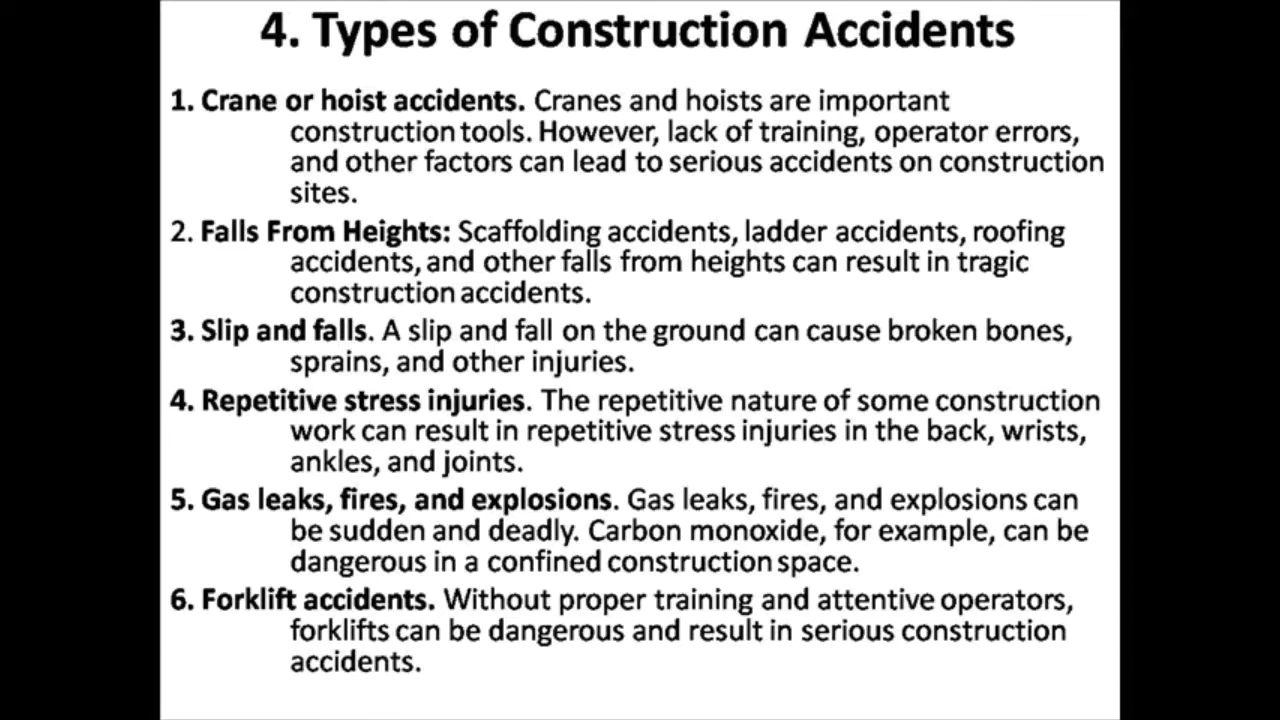 4. Types of Construction Accidents
1. Crane or hoist accidents. Cranes and hoists are important
construction tools. However, lack of training, operator errors,
and other factors can lead to serious accidents on construction
sites.
2. Falls From Heights: Scaffolding accidents, ladder accidents, roofing
accidents, and other falls from heights can result in tragic
construction accidents.
3. Slip and falls. A slip and fall on the ground can cause broken bones,
sprains, and other injuries.
4. Repetitive stress injuries. The repetitive nature of some construction
work can result in repetitive stress injuries in the back, wrists,
ankles, and joints.
5. Gas leaks, fires, and explosions. Gas leaks, fires, and explosions can
be sudden and deadly. Carbon monoxide, for example, can be
dangerous in a confined construction space.
6. Forklift accidents. Without proper training and attentive operators,
forklifts can be dangerous and result in serious construction
accidents.